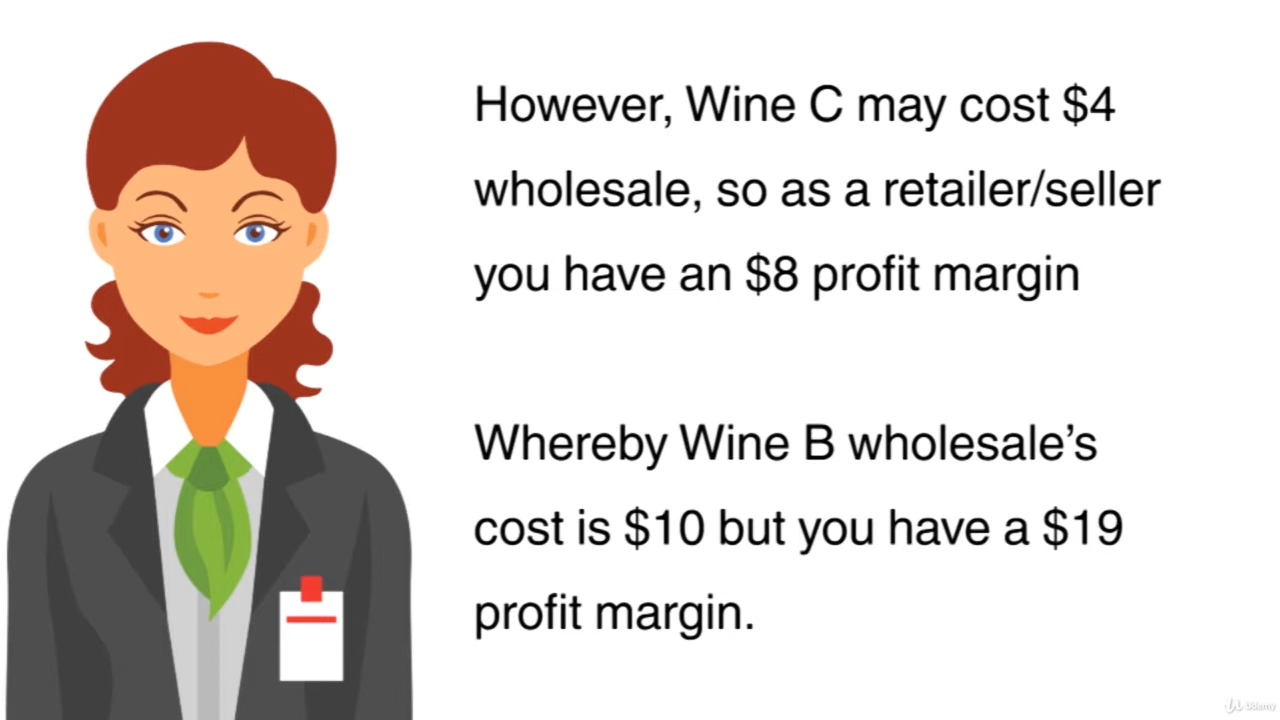 However, Wine C may cost $4
wholesale, so as a retailer/seller
you have an $8 profit margin
Whereby Wine B wholesale’s
cost is $10 but you have a $19
profit margin.
Udemy